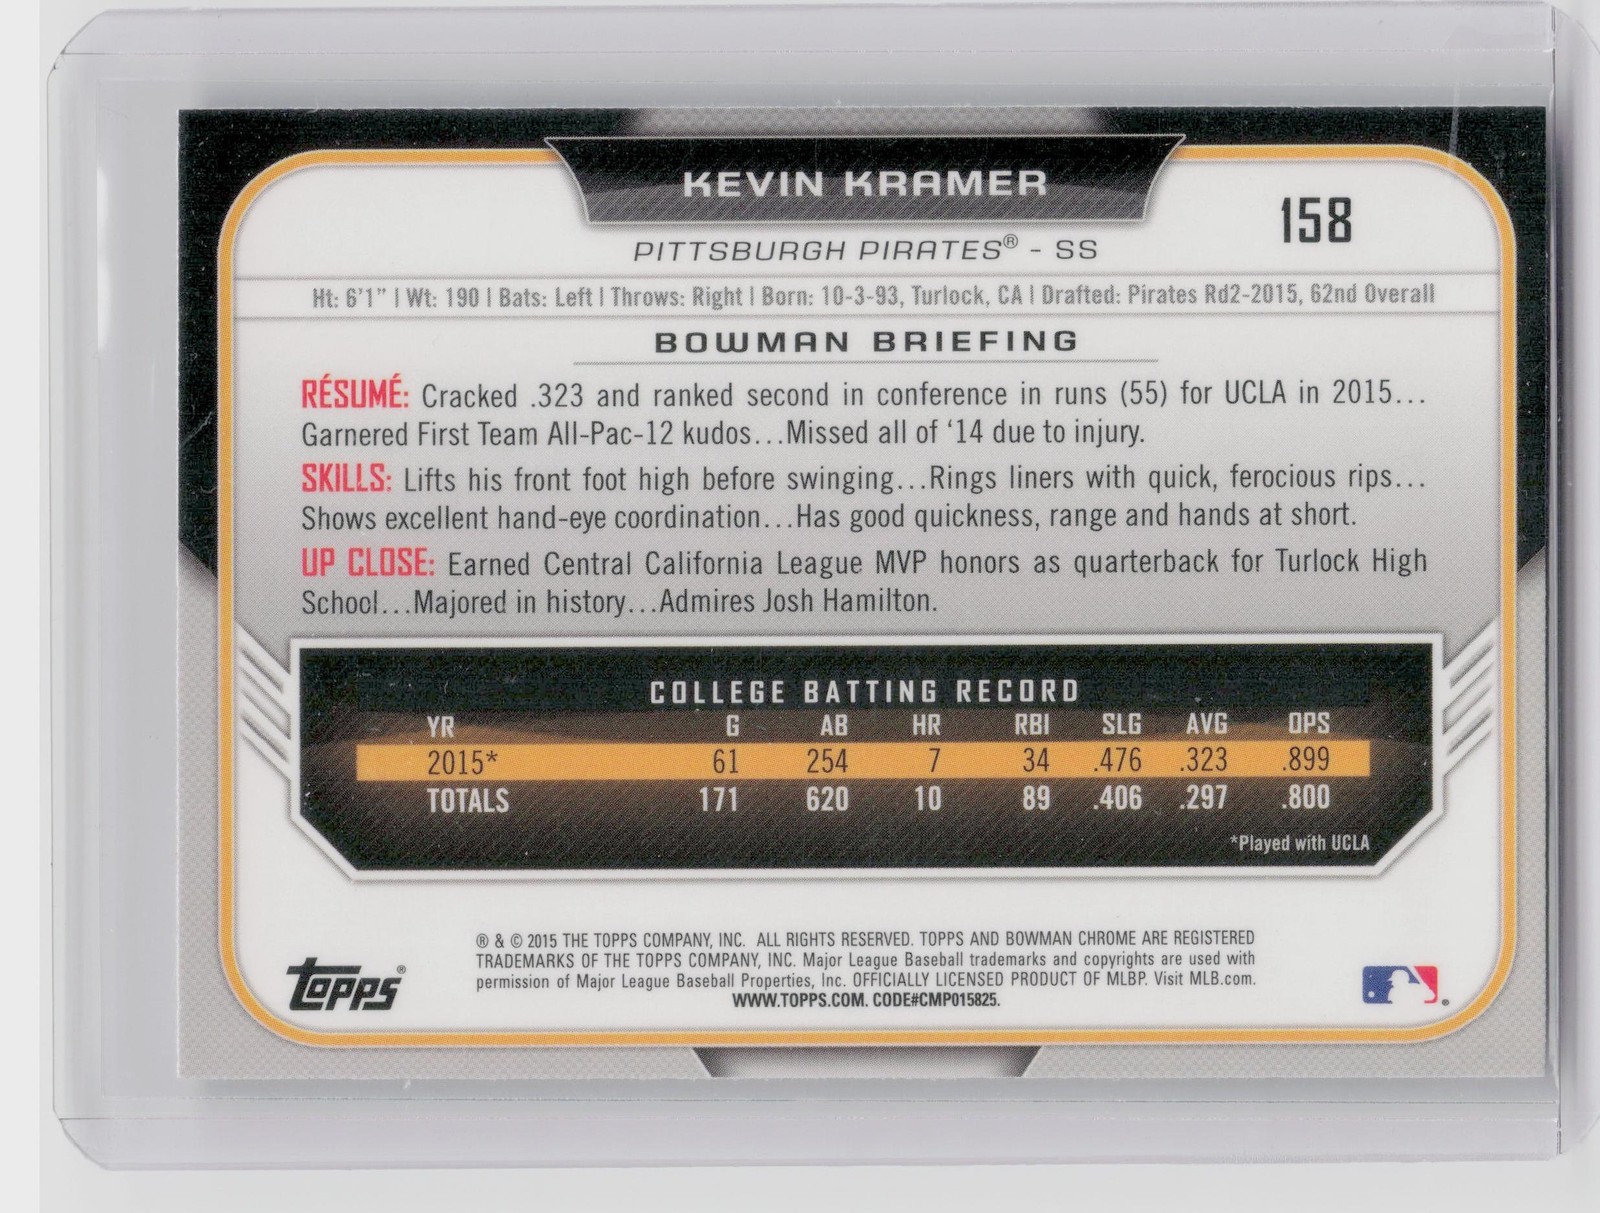 KEVIN KRAMER
158
PITTSBURGH PIRATES® - SS
Ht: 6'1" | Wt: 190 | Bats: Left | Throws: Right | Born: 10-3-93, Turlock, CA | Drafted: Pirates Rd2-2015, 62nd Overall
BOWMAN BRIEFING
RÉSUMÉ: Cracked .323 and ranked second in conference in runs (55) for UCLA in 2015...
Garnered First Team All-Pac-12 kudos...Missed all of ‘14 due to injury.
SKILLS: Lifts his front foot high before swinging...Rings liners with quick, ferocious rips...
Shows excellent hand-eye coordination...Has good quickness, range and hands at short.
UP CLOSE: Earned Central California League MVP honors as quarterback for Turlock High
School...Majored in history...Admires Josh Hamilton.
COLLEGE BATTING RECORD
YR G AB HR RBI SLG AVG OPS
2015* 61 254 7 34 .476 .323 .899
TOTALS 171 620 10 89 .406 .297 .800
*Played with UCLA
® & © 2015 THE TOPPS COMPANY, INC. ALL RIGHTS RESERVED. TOPPS AND BOWMAN CHROME ARE REGISTERED
TRADEMARKS OF THE TOPPS COMPANY, INC. Major League Baseball trademarks and copyrights are used with
permission of Major League Baseball Properties, Inc. OFFICIALLY LICENSED PRODUCT OF MLBP. Visit MLB.com.
WWW.TOPPS.COM. CODE#CMP015825.
Topps®